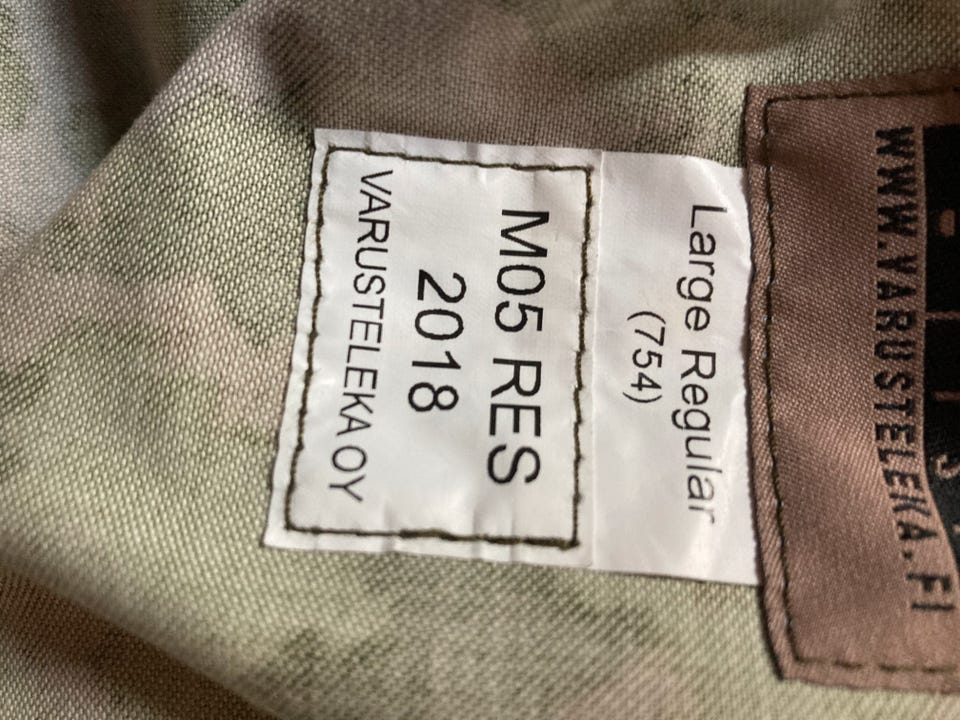 WWW.VARUSTELEKA.FI
Large Regular
(754)
M05 RES
2018
VARUSTELEKA OY